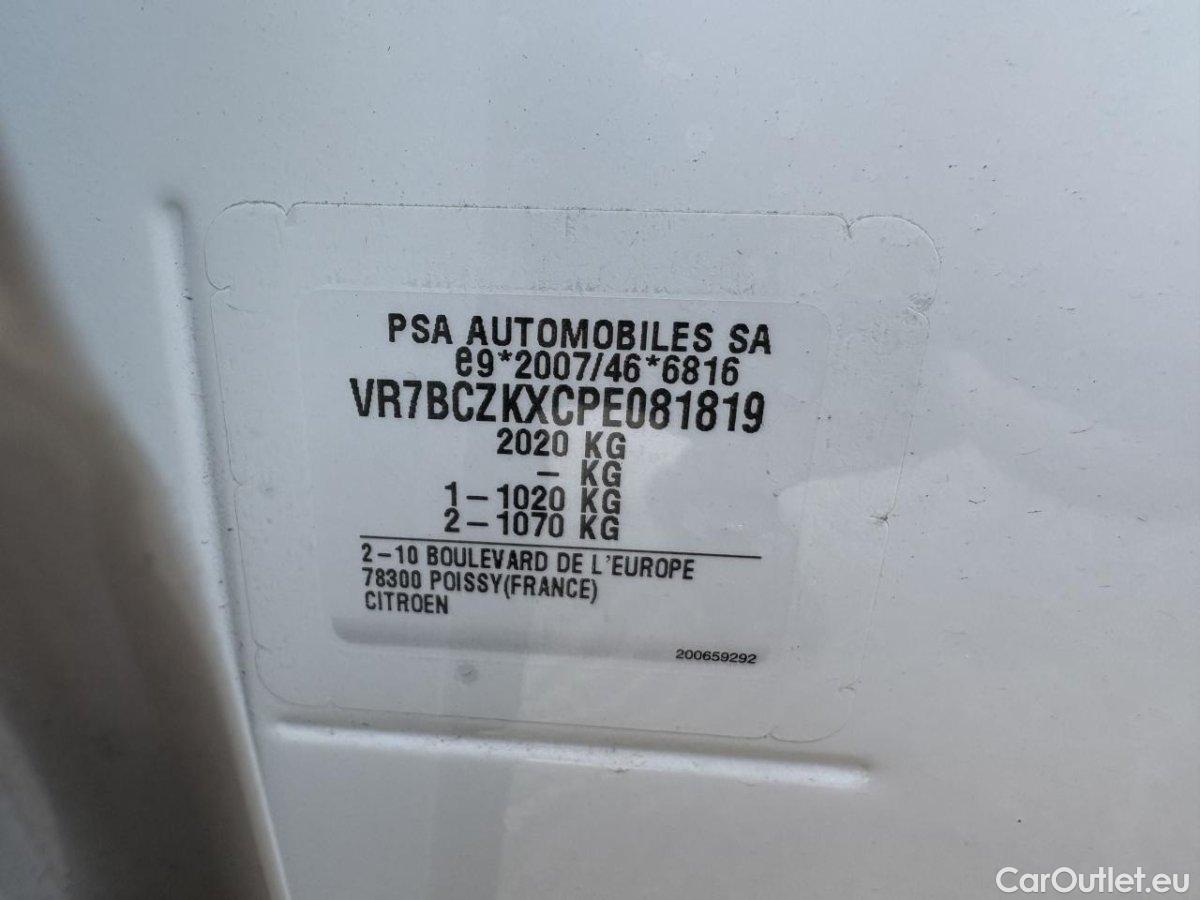 PSA AUTOMOBILES SA
e9*2007/46*6816
VR7BCZKXCPE081819
2020 KG
– KG
1–1020 KG
2–1070 KG
2–10 BOULEVARD DE L'EUROPE
78300 POISSY(FRANCE)
CITROEN
200659292
CarOutlet.eu